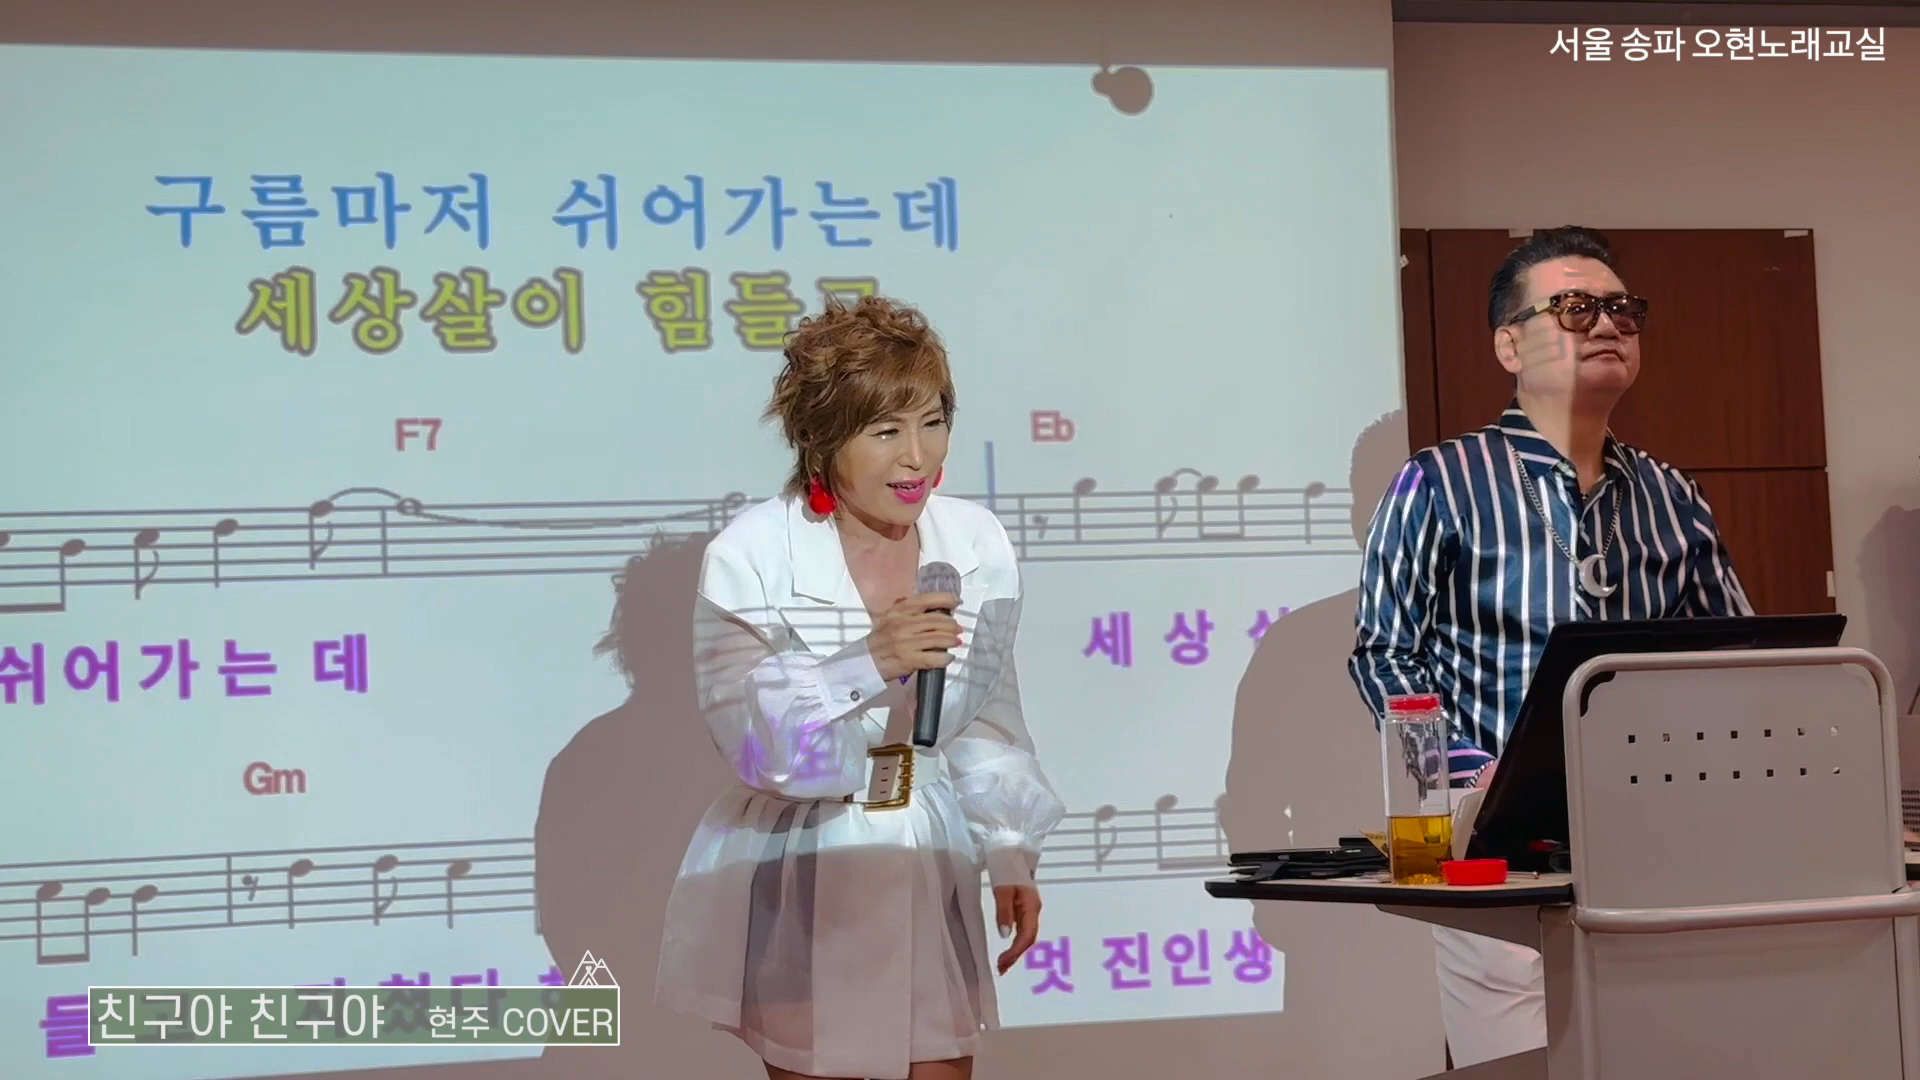 서울 송파 오현노래교실
구름마저 쉬어가는데
세상살이 힘들고
F7
Eb
쉬어가는 데
세 상
Gm
멋 진인생
친구야 친구야 현주 COVER